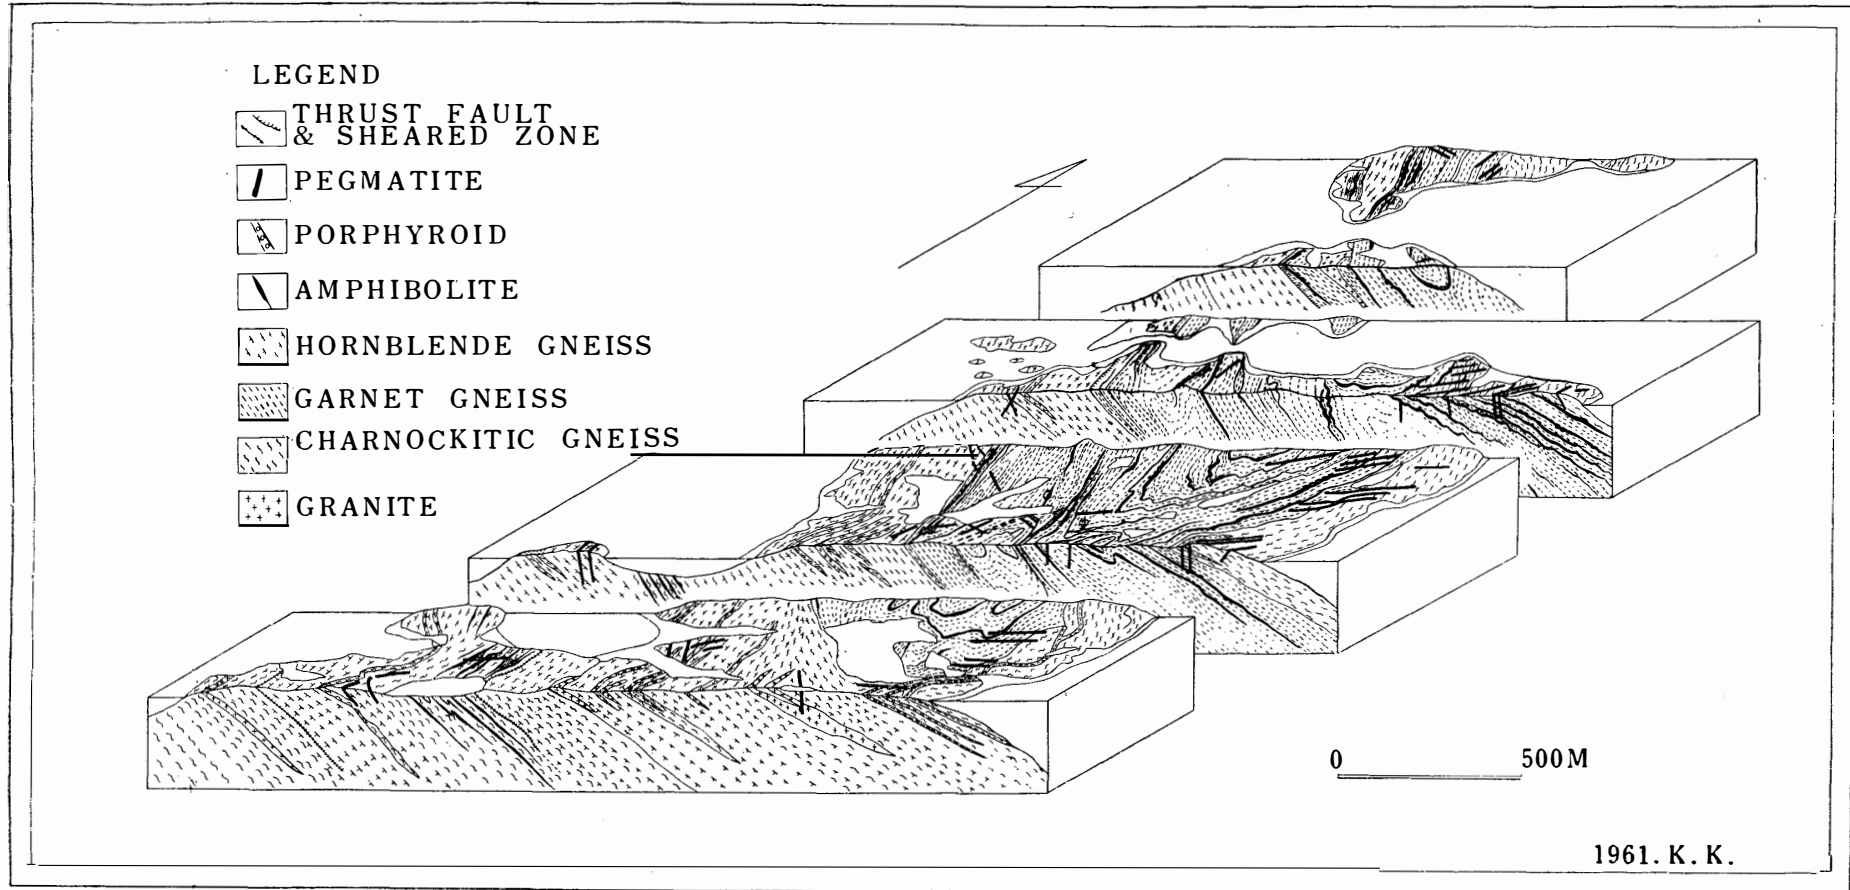 LEGEND
THRUST FAULT
& SHEARED ZONE
PEGMATITE
PORPHYROID
AMPHIBOLITE
HORNBLENDE GNEISS
GARNET GNEISS
CHARNOCKITIC GNEISS
GRANITE
0 500M
1961. K. K.